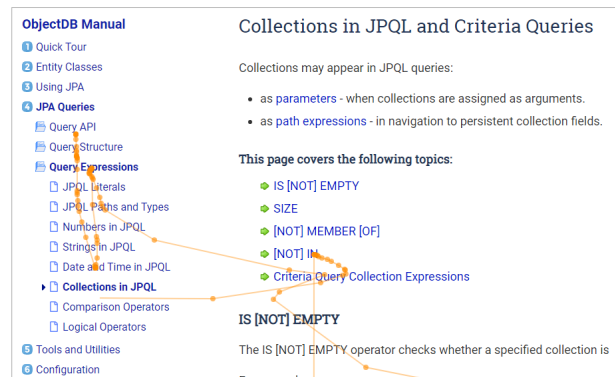 ObjectDB Manual
1 Quick Tour
2 Entity Classes
3 Using JPA
4 JPA Queries
Query API
Query Structure
Query Expressions
JPQL Literals
JPQL Paths and Types
Numbers in JPQL
Strings in JPQL
Date and Time in JPQL
Collections in JPQL
Comparison Operators
Logical Operators
5 Tools and Utilities
6 Configuration
Collections in JPQL and Criteria Queries
Collections may appear in JPQL queries:
• as parameters - when collections are assigned as arguments.
• as path expressions - in navigation to persistent collection fields.
This page covers the following topics:
IS [NOT] EMPTY
SIZE
[NOT] MEMBER [OF]
[NOT] IN
Criteria Query Collection Expressions
IS [NOT] EMPTY
The IS [NOT] EMPTY operator checks whether a specified collection is